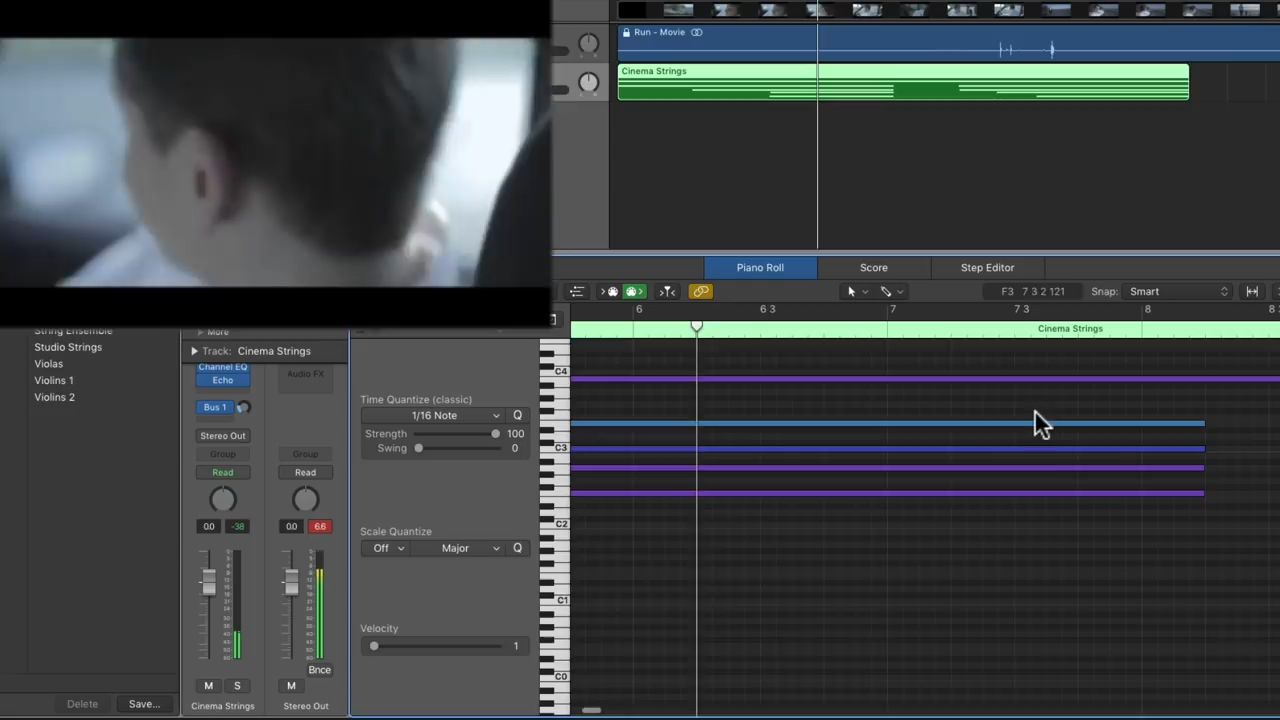 Run - Movie
Cinema Strings
Piano Roll
Score
Step Editor
F3 7 3 2 121
Snap: Smart
6
6 3
7
7 3
8
8
Cinema Strings
String Ensemble
Studio Strings
Violas
Violins 1
Violins 2
Delete
Save...
More
Track: Cinema Strings
Channel EQ
Echo
Audio FX
Bus 1
Stereo Out
Group
Group
Read
Read
0.0
-38
0.0
6.6
Bnce
M
S
M
Cinema Strings
Stereo Out
Time Quantize (classic)
1/16 Note
Q
Strength
100
Swing
0
Scale Quantize
Off
Major
Q
Velocity
1
C4
C3
C2
C1
C0